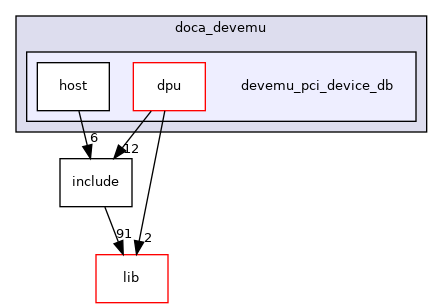 doca_devemu
host
dpu
devemu_pci_device_db
6
12
include
91
2
lib